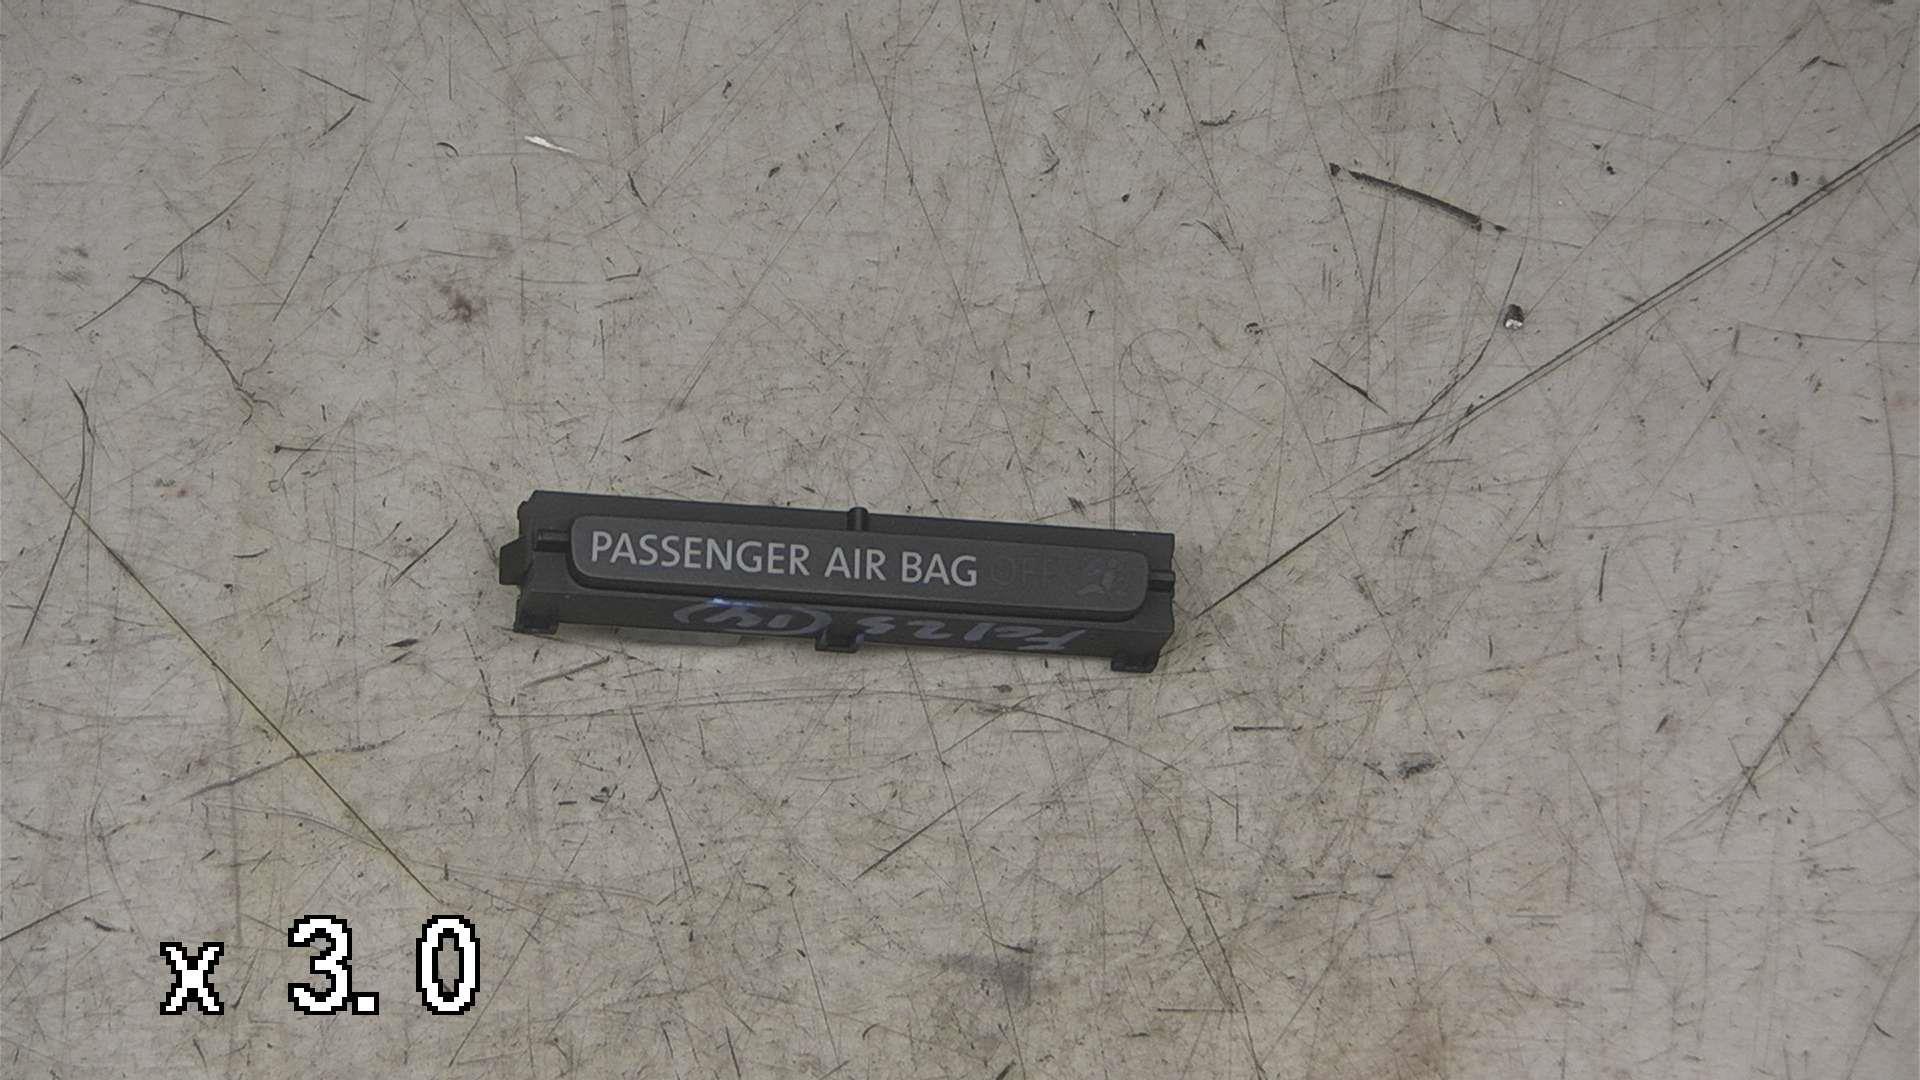 PASSENGER AIR BAG OFF
x 3.0